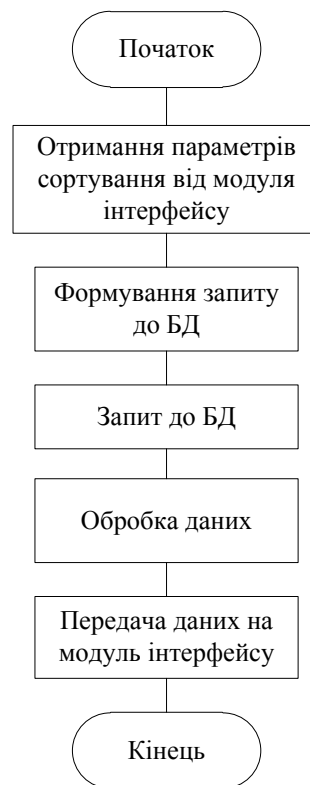 Початок
Отримання параметрів
сортування від модуля
інтерфейсу
Формування запиту
до БД
Запит до БД
Обробка даних
Передача даних на
модуль інтерфейсу
Кінець